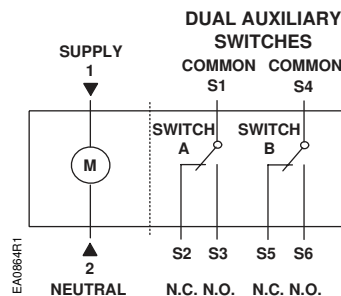 DUAL AUXILIARY
SWITCHES
SUPPLY
1
COMMON COMMON
S1 S4
SWITCH
A
SWITCH
B
M
2
NEUTRAL
S2 S3 S5 S6
N.C. N.O. N.C. N.O.
EA0864R1